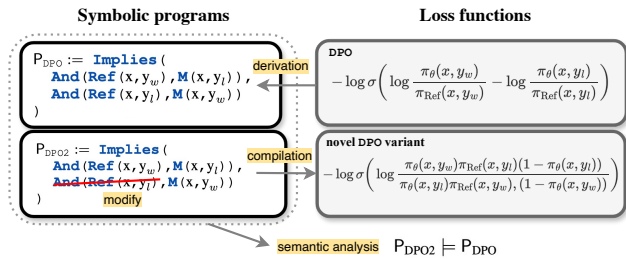 Symbolic programs
Loss functions
P_DPO := Implies(
And(Ref(x,y_w),M(x,y_l)),
And(Ref(x,y_l),M(x,y_w))
)
derivation
DPO
− log σ( log π_θ(x, y_w) / π_Ref(x, y_w) − log π_θ(x, y_l) / π_Ref(x, y_l) )
P_DPO2 := Implies(
And(Ref(x,y_w),M(x,y_l)),
And(Ref(x,y_l),M(x,y_w))
modify
)
compilation
novel DPO variant
− log σ( log π_θ(x, y_w)π_Ref(x, y_l)(1 − π_θ(x, y_l)) / π_θ(x, y_l)π_Ref(x, y_w),(1 − π_θ(x, y_w)) )
semantic analysis P_DPO2 ⊨ P_DPO